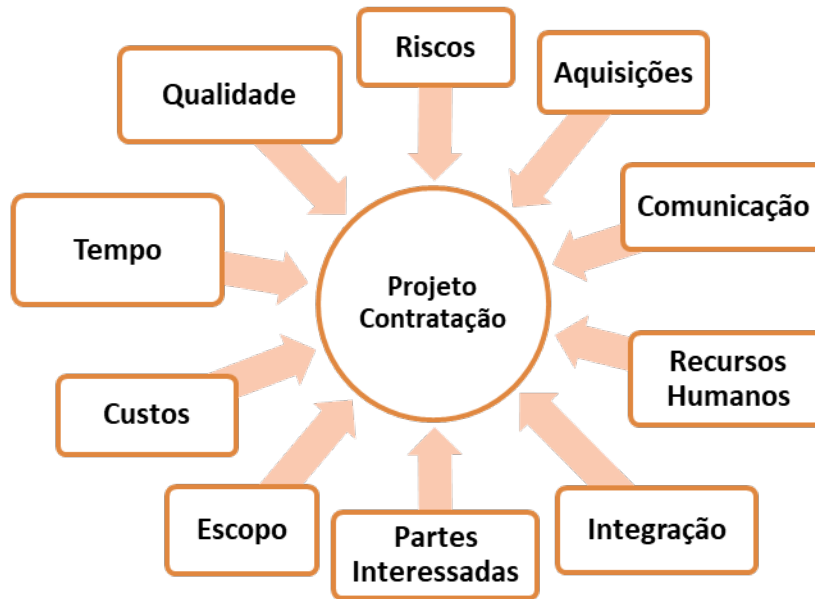 Riscos
Aquisições
Qualidade
Comunicação
Tempo
Projeto
Contratação
Recursos
Humanos
Custos
Escopo
Partes
Interessadas
Integração